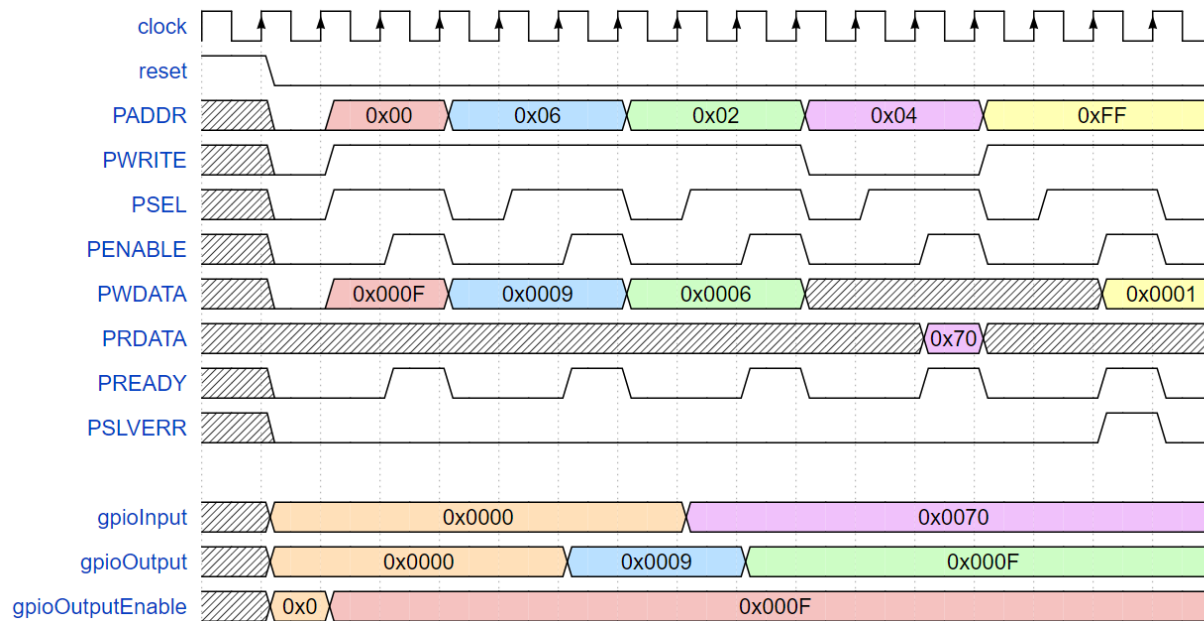 clock
reset
PADDR 0x00 0x06 0x02 0x04 0xFF
PWRITE
PSEL
PENABLE
PWDATA 0x000F 0x0009 0x0006 0x0001
PRDATA 0x70
PREADY
PSLVERR
gpioInput 0x0000 0x0070
gpioOutput 0x0000 0x0009 0x000F
gpioOutputEnable 0x0 0x000F